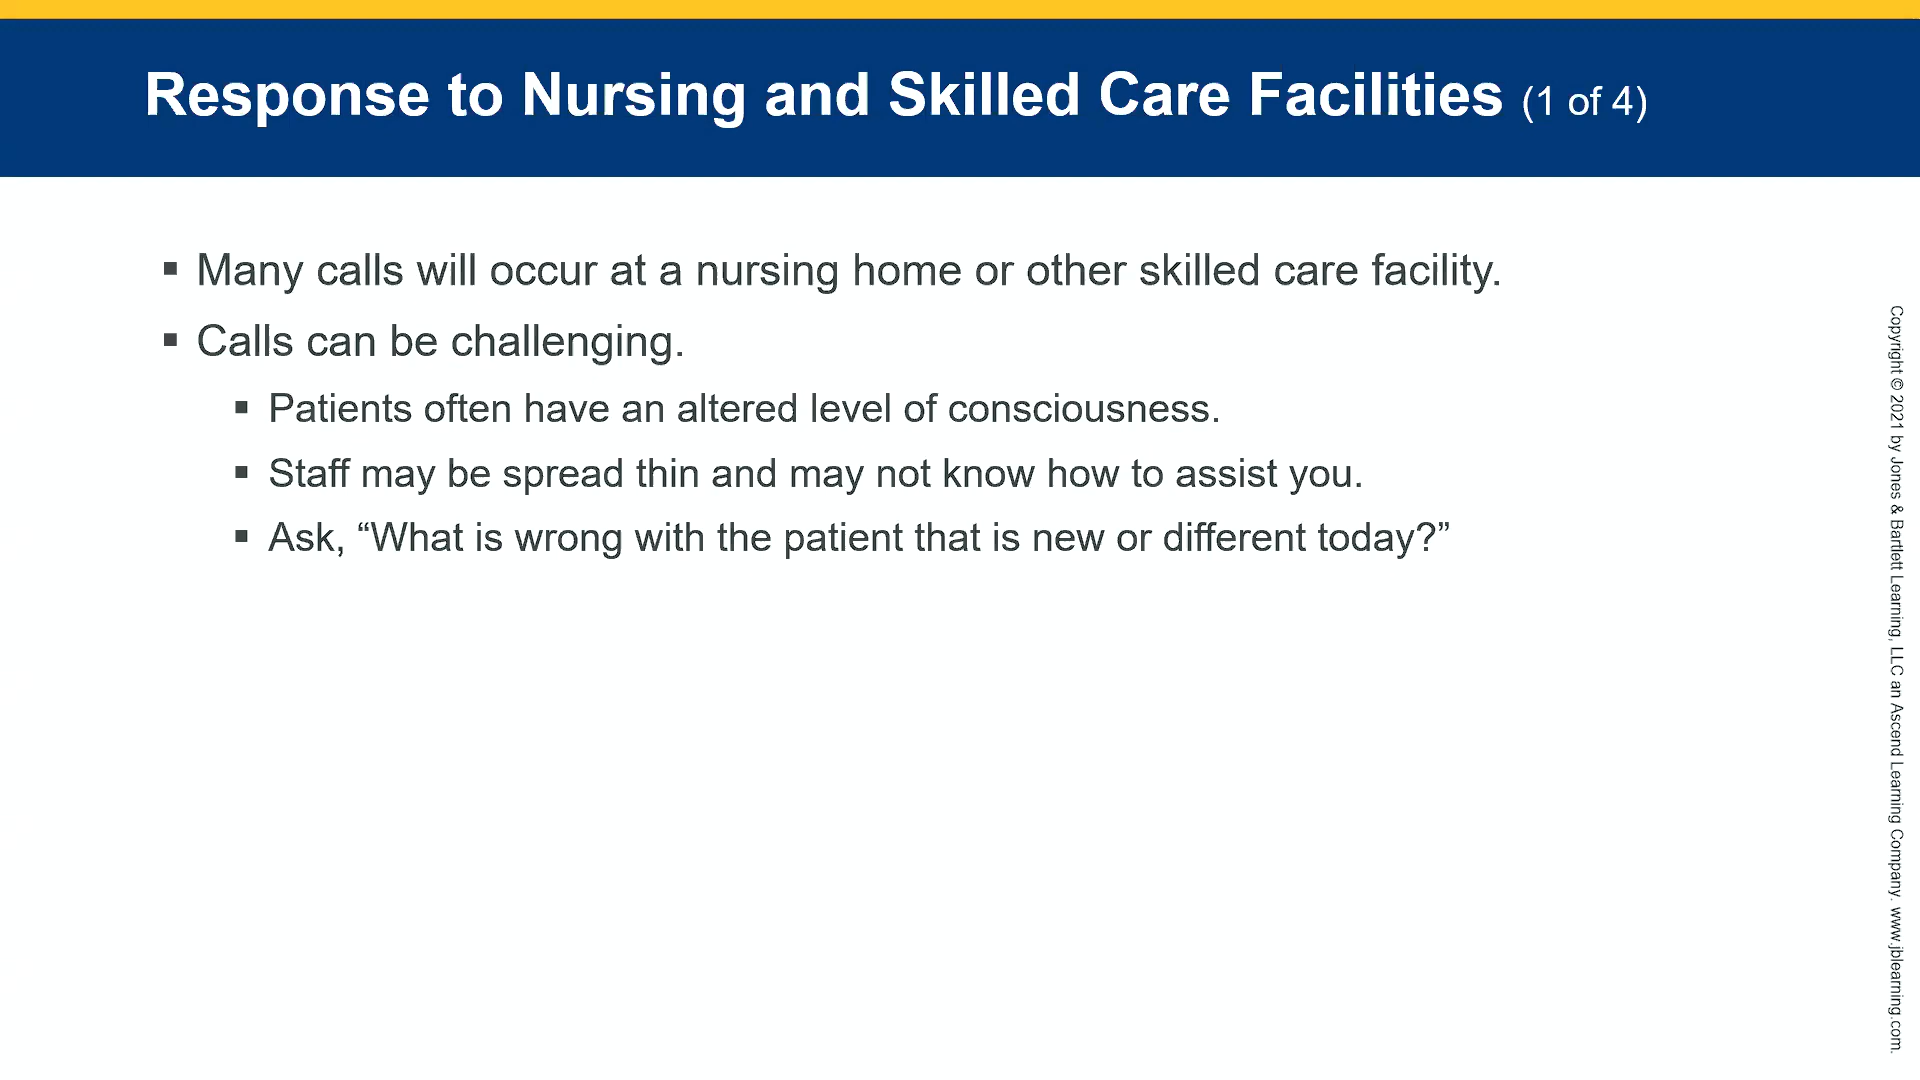 Response to Nursing and Skilled Care Facilities (1 of 4)
▪ Many calls will occur at a nursing home or other skilled care facility.
▪ Calls can be challenging.
▪ Patients often have an altered level of consciousness.
▪ Staff may be spread thin and may not know how to assist you.
▪ Ask, “What is wrong with the patient that is new or different today?”
Copyright © 2021 by Jones & Bartlett Learning, LLC an Ascend Learning Company. www.jblearning.com.